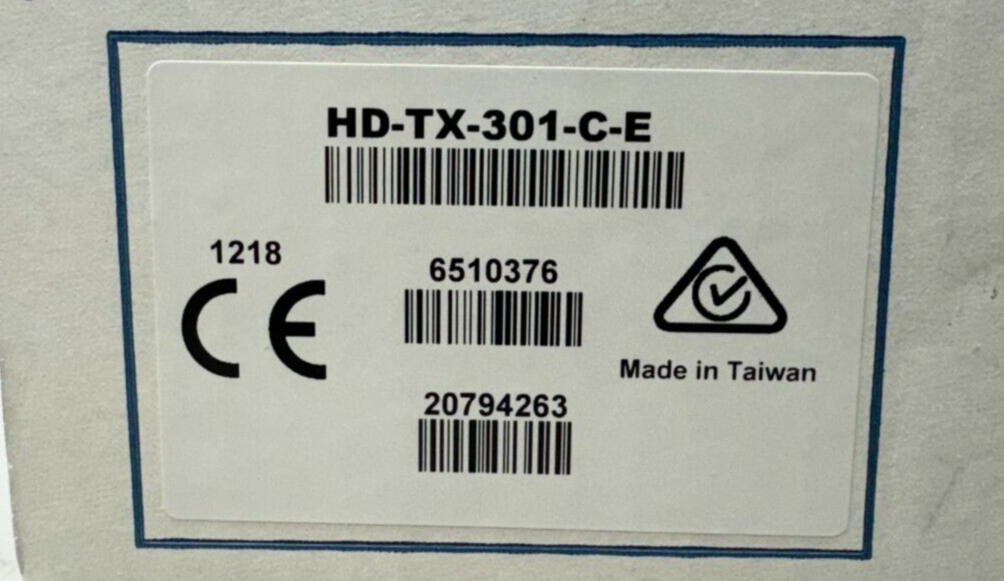 HD-TX-301-C-E
1218
6510376
CE
Made in Taiwan
20794263